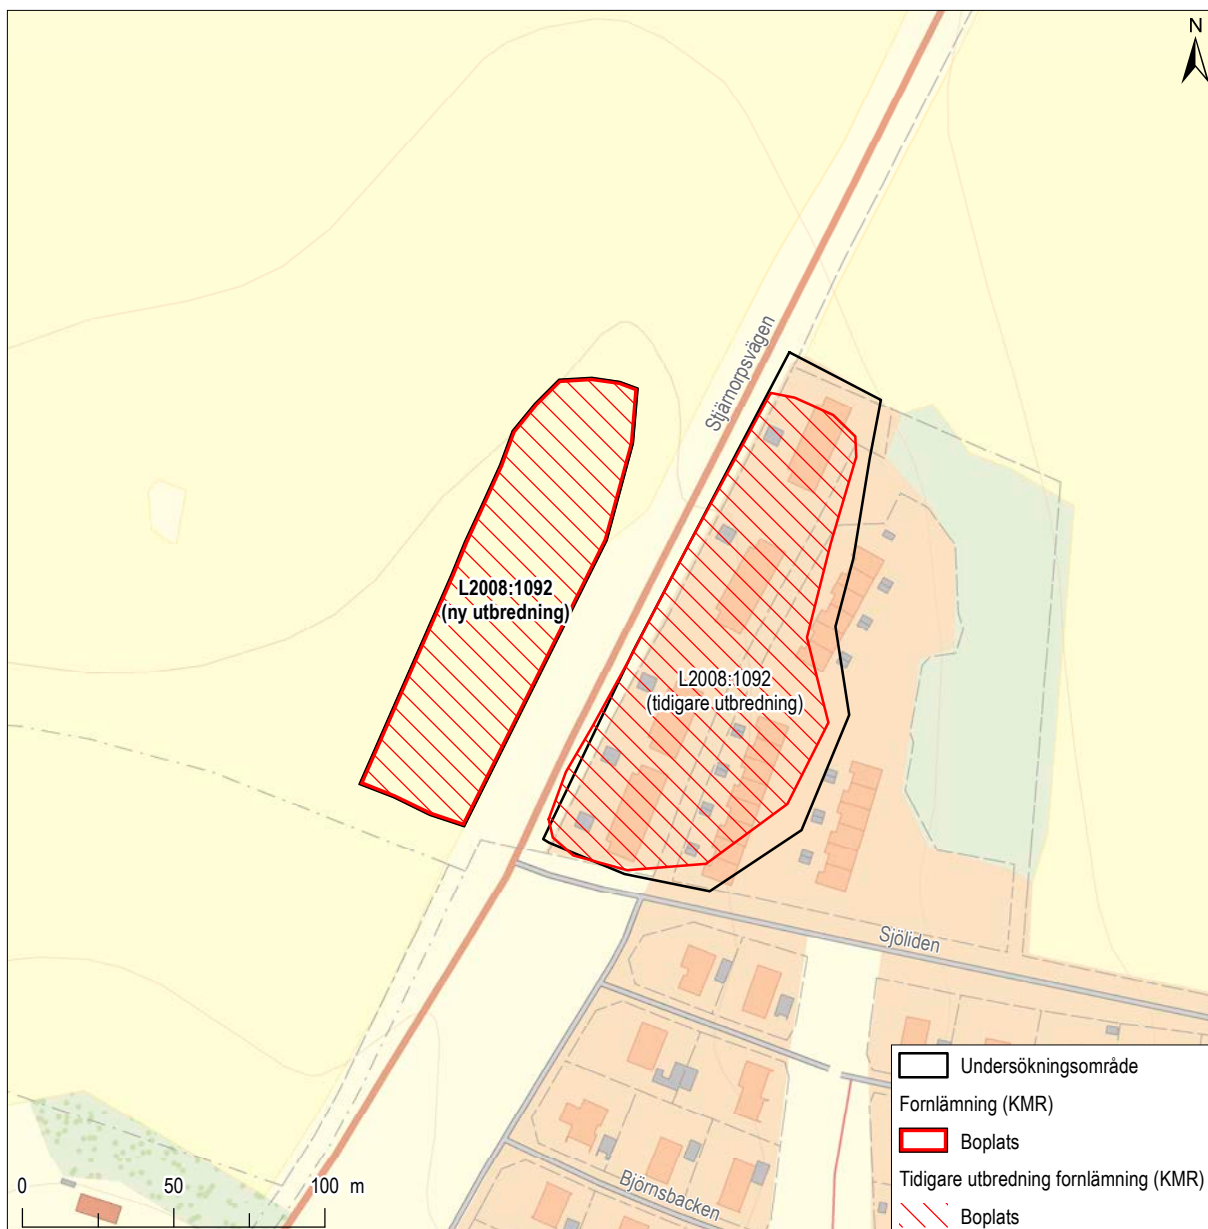 N
Stjärnorpsvägen
L2008:1092
(ny utbredning)
L2008:1092
(tidigare utbredning)
Sjöliden
Björnsbacken
0 50 100 m
Undersökningsområde
Fornlämning (KMR)
Boplats
Tidigare utbredning fornlämning (KMR)
Boplats